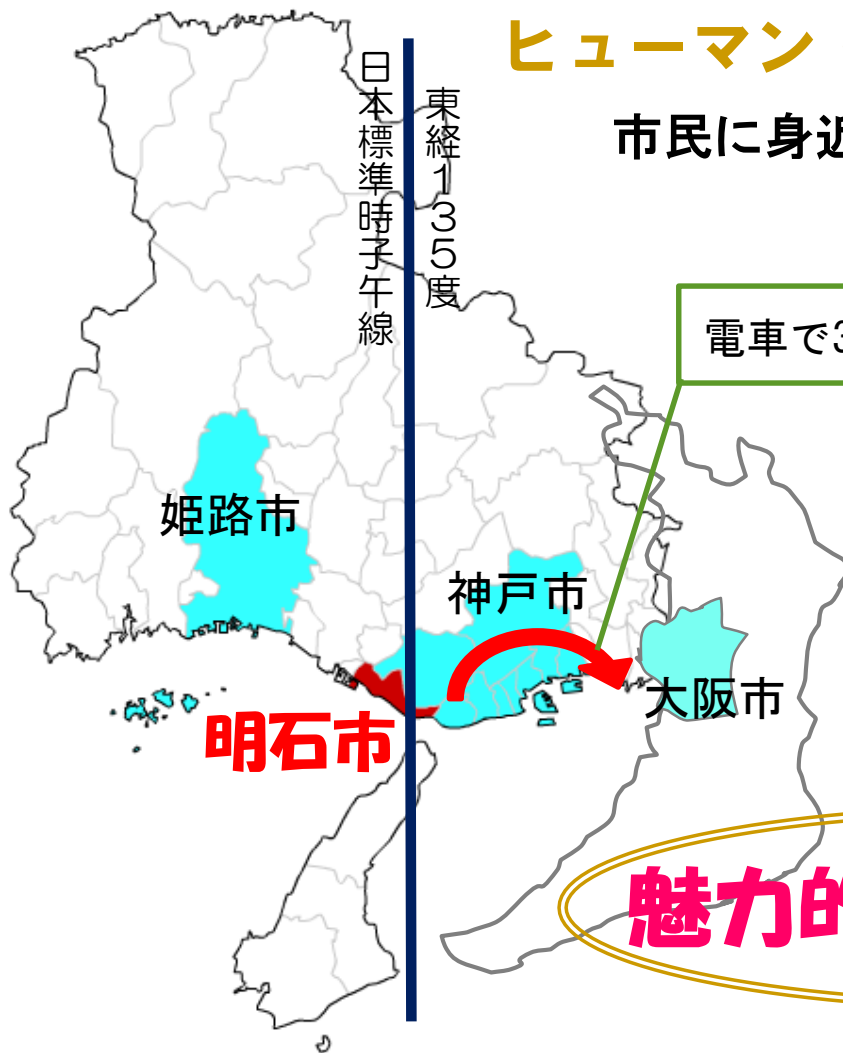 ヒューマン
市民に身近
日本標準時子午線
東経135度
電車で3
姫路市
神戸市
大阪市
明石市
魅力的